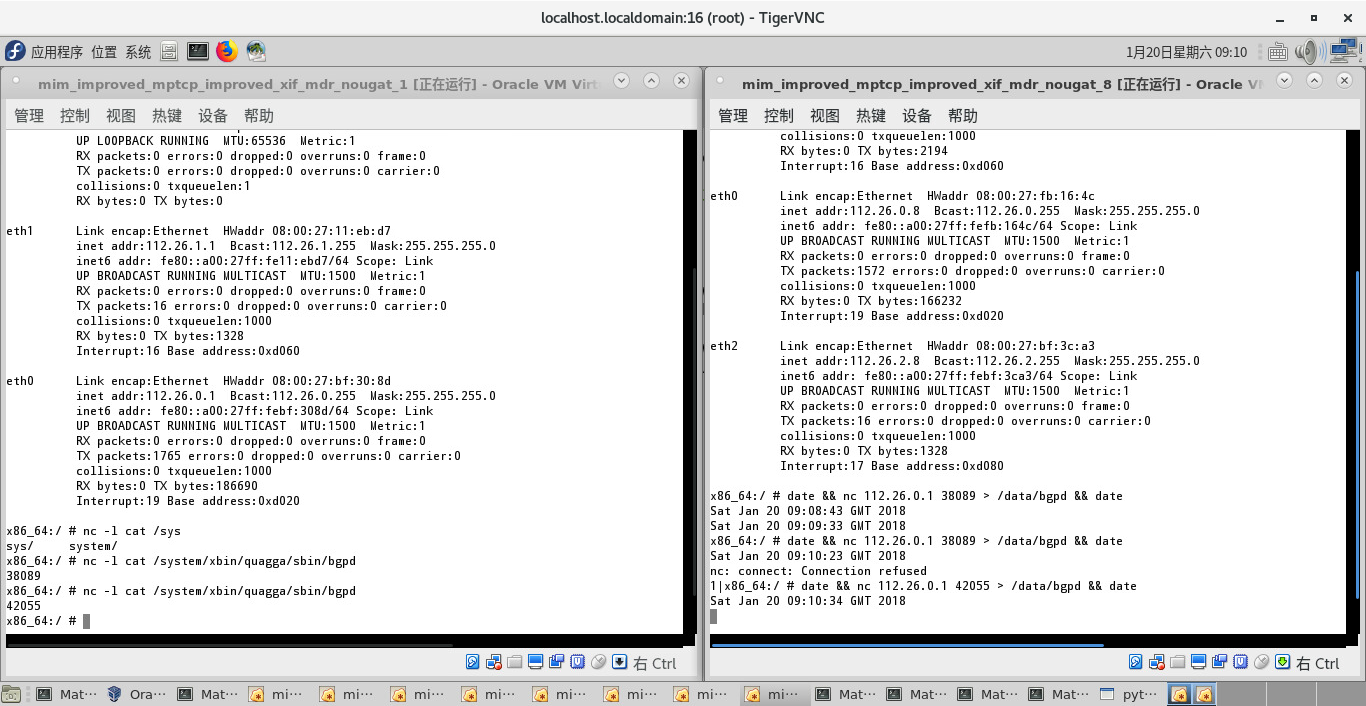 localhost.localdomain:16 (root) - TigerVNC
应用程序 位置 系统
1月20日星期六 09:10
mim_improved_mptcp_improved_xif_mdr_nougat_1 [正在运行] - Oracle VM Virt
管理 控制 视图 热键 设备 帮助
UP LOOPBACK RUNNING  MTU:65536  Metric:1
RX packets:0 errors:0 dropped:0 overruns:0 frame:0
TX packets:0 errors:0 dropped:0 overruns:0 carrier:0
collisions:0 txqueuelen:1
RX bytes:0 TX bytes:0
eth1 Link encap:Ethernet  HWaddr 08:00:27:11:eb:d7
inet addr:112.26.1.1  Bcast:112.26.1.255  Mask:255.255.255.0
inet6 addr: fe80::a00:27ff:fe11:ebd7/64 Scope: Link
UP BROADCAST RUNNING MULTICAST  MTU:1500  Metric:1
RX packets:0 errors:0 dropped:0 overruns:0 frame:0
TX packets:16 errors:0 dropped:0 overruns:0 carrier:0
collisions:0 txqueuelen:1000
RX bytes:0 TX bytes:1328
Interrupt:16 Base address:0xd060
eth0 Link encap:Ethernet  HWaddr 08:00:27:bf:30:8d
inet addr:112.26.0.1  Bcast:112.26.0.255  Mask:255.255.255.0
inet6 addr: fe80::a00:27ff:febf:308d/64 Scope: Link
UP BROADCAST RUNNING MULTICAST  MTU:1500  Metric:1
RX packets:0 errors:0 dropped:0 overruns:0 frame:0
TX packets:1765 errors:0 dropped:0 overruns:0 carrier:0
collisions:0 txqueuelen:1000
RX bytes:0 TX bytes:186690
Interrupt:19 Base address:0xd020
x86_64:/ # nc -l cat /sys
sys/ system/
x86_64:/ # nc -l cat /system/xbin/quagga/sbin/bgpd
38089
x86_64:/ # nc -l cat /system/xbin/quagga/sbin/bgpd
42055
x86_64:/ #
右 Ctrl
mim_improved_mptcp_improved_xif_mdr_nougat_8 [正在运行] - Oracle VM
管理 控制 视图 热键 设备 帮助
collisions:0 txqueuelen:1000
RX bytes:0 TX bytes:2194
Interrupt:16 Base address:0xd060
eth0 Link encap:Ethernet  HWaddr 08:00:27:fb:16:4c
inet addr:112.26.0.8  Bcast:112.26.0.255  Mask:255.255.255.0
inet6 addr: fe80::a00:27ff:fefb:164c/64 Scope: Link
UP BROADCAST RUNNING MULTICAST  MTU:1500  Metric:1
RX packets:0 errors:0 dropped:0 overruns:0 frame:0
TX packets:1572 errors:0 dropped:0 overruns:0 carrier:0
collisions:0 txqueuelen:1000
RX bytes:0 TX bytes:166232
Interrupt:19 Base address:0xd020
eth2 Link encap:Ethernet  HWaddr 08:00:27:bf:3c:a3
inet addr:112.26.2.8  Bcast:112.26.2.255  Mask:255.255.255.0
inet6 addr: fe80::a00:27ff:febf:3ca3/64 Scope: Link
UP BROADCAST RUNNING MULTICAST  MTU:1500  Metric:1
RX packets:0 errors:0 dropped:0 overruns:0 frame:0
TX packets:16 errors:0 dropped:0 overruns:0 carrier:0
collisions:0 txqueuelen:1000
RX bytes:0 TX bytes:1328
Interrupt:17 Base address:0xd080
x86_64:/ # date && nc 112.26.0.1 38089 > /data/bgpd && date
Sat Jan 20 09:08:43 GMT 2018
Sat Jan 20 09:09:33 GMT 2018
x86_64:/ # date && nc 112.26.0.1 38089 > /data/bgpd && date
Sat Jan 20 09:10:23 GMT 2018
nc: connect: Connection refused
1|x86_64:/ # date && nc 112.26.0.1 42055 > /data/bgpd && date
Sat Jan 20 09:10:34 GMT 2018
右 Ctrl
Mat… Ora… Mat… mi… mi… mi… mi… mi… mi… mi… mi… Mat… Mat… Mat… Mat… pyt…